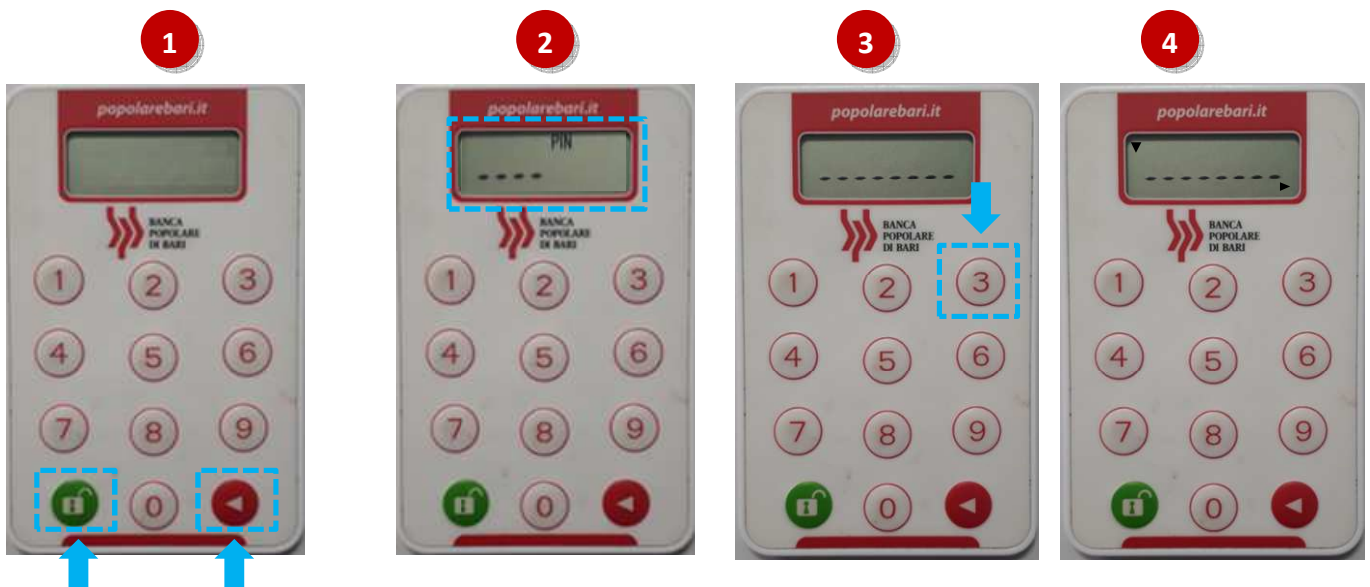 1
2
3
4
popolarebari.it
BANCA
POPOLARE
DI BARI
1 2 3
4 5 6
7 8 9
0
popolarebari.it
PIN
----
BANCA
POPOLARE
DI BARI
1 2 3
4 5 6
7 8 9
0
popolarebari.it
---------
BANCA
POPOLARE
DI BARI
1 2 3
4 5 6
7 8 9
0
popolarebari.it
---------
BANCA
POPOLARE
DI BARI
1 2 3
4 5 6
7 8 9
0